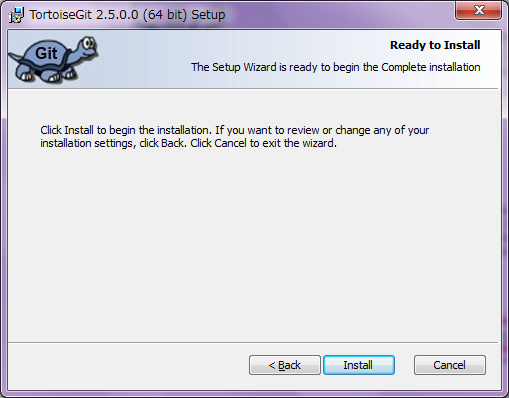 TortoiseGit 2.5.0.0 (64 bit) Setup
Git
Ready to Install
The Setup Wizard is ready to begin the Complete installation
Click Install to begin the installation. If you want to review or change any of your
installation settings, click Back. Click Cancel to exit the wizard.
< Back
Install
Cancel